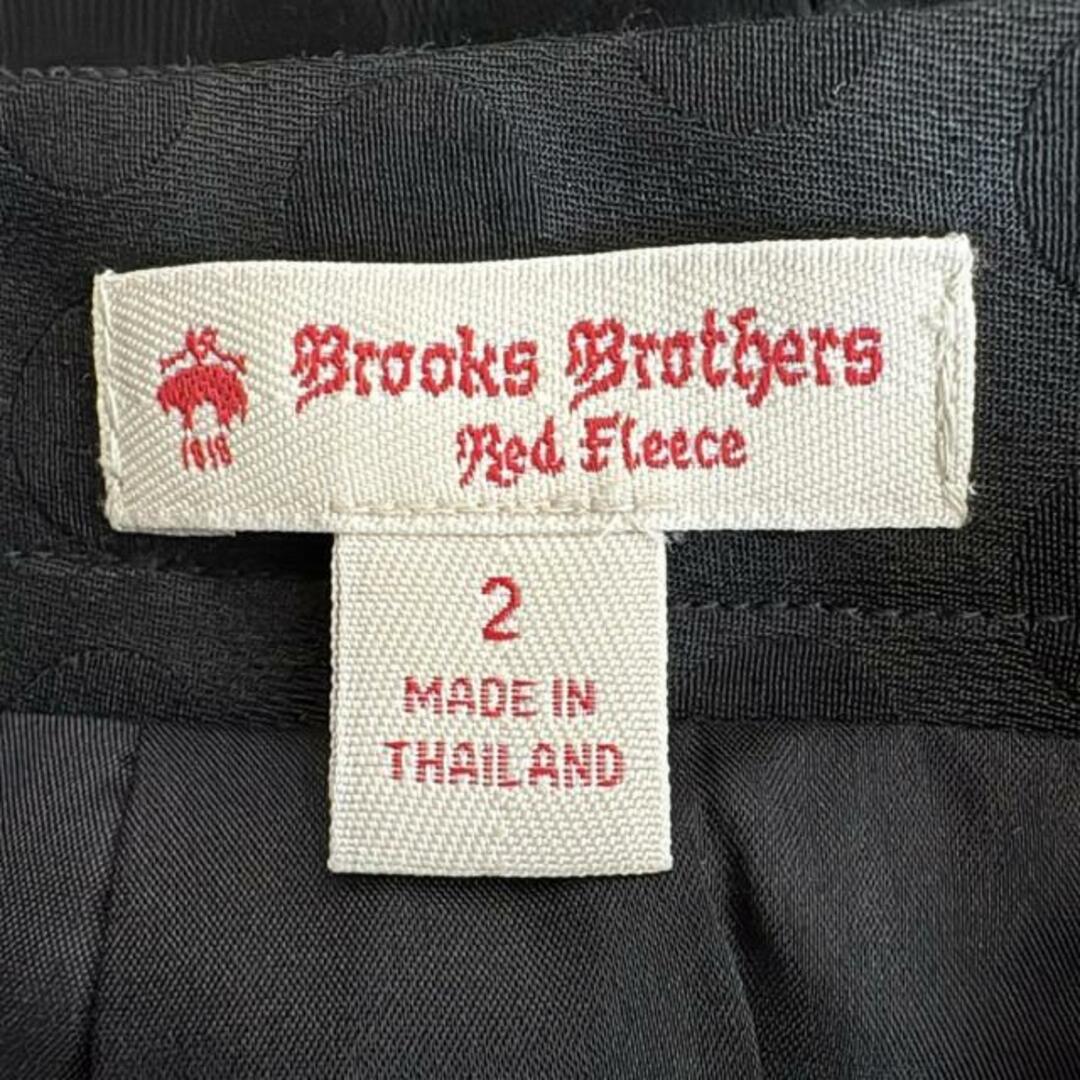 Brooks Brothers
Red Fleece
1818
2
MADE IN
THAILAND